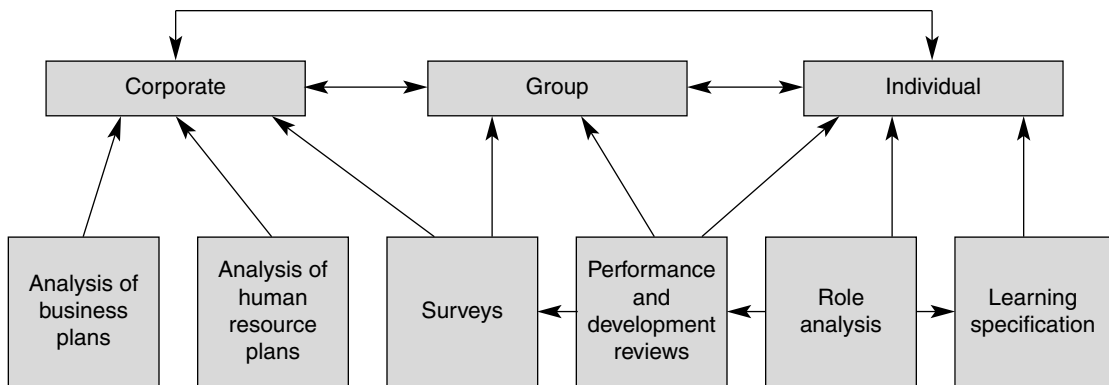 Corporate
Group
Individual
Analysis of
business
plans
Analysis of
human
resource
plans
Surveys
Performance
and
development
reviews
Role
analysis
Learning
specification